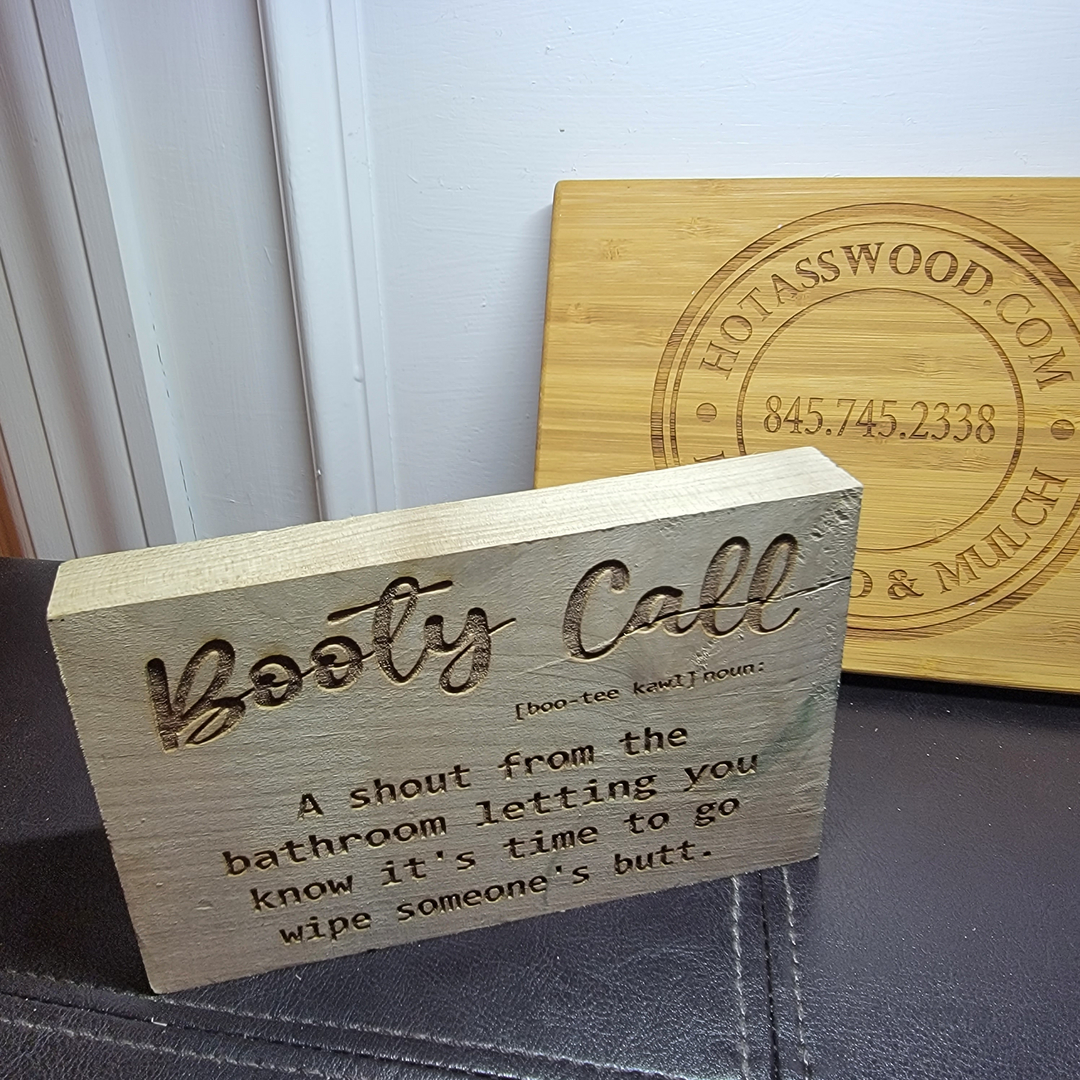 HOTASSWOOD.COM
845.745.2338
& MULCH
Booty Call
[boo-tee kawl] noun:
A shout from the
bathroom letting you
know it's time to go
wipe someone's butt.